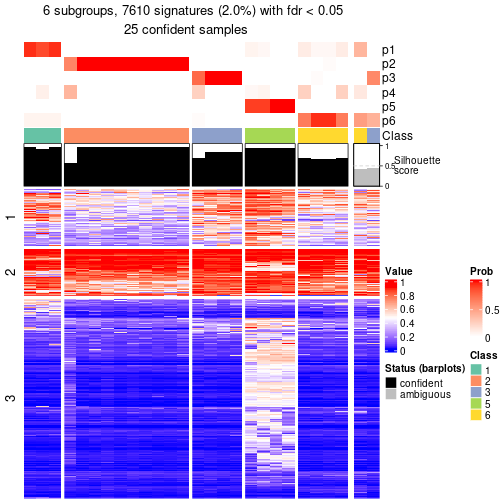 6 subgroups, 7610 signatures (2.0%) with fdr < 0.05
25 confident samples
p1
p2
p3
p4
p5
p6
Class
1
0.5
0
Silhouette
score
1
2
3
Value
1
0.8
0.6
0.4
0.2
0
Status (barplots)
confident
ambiguous
Prob
1
0.5
0
Class
1
2
3
5
6